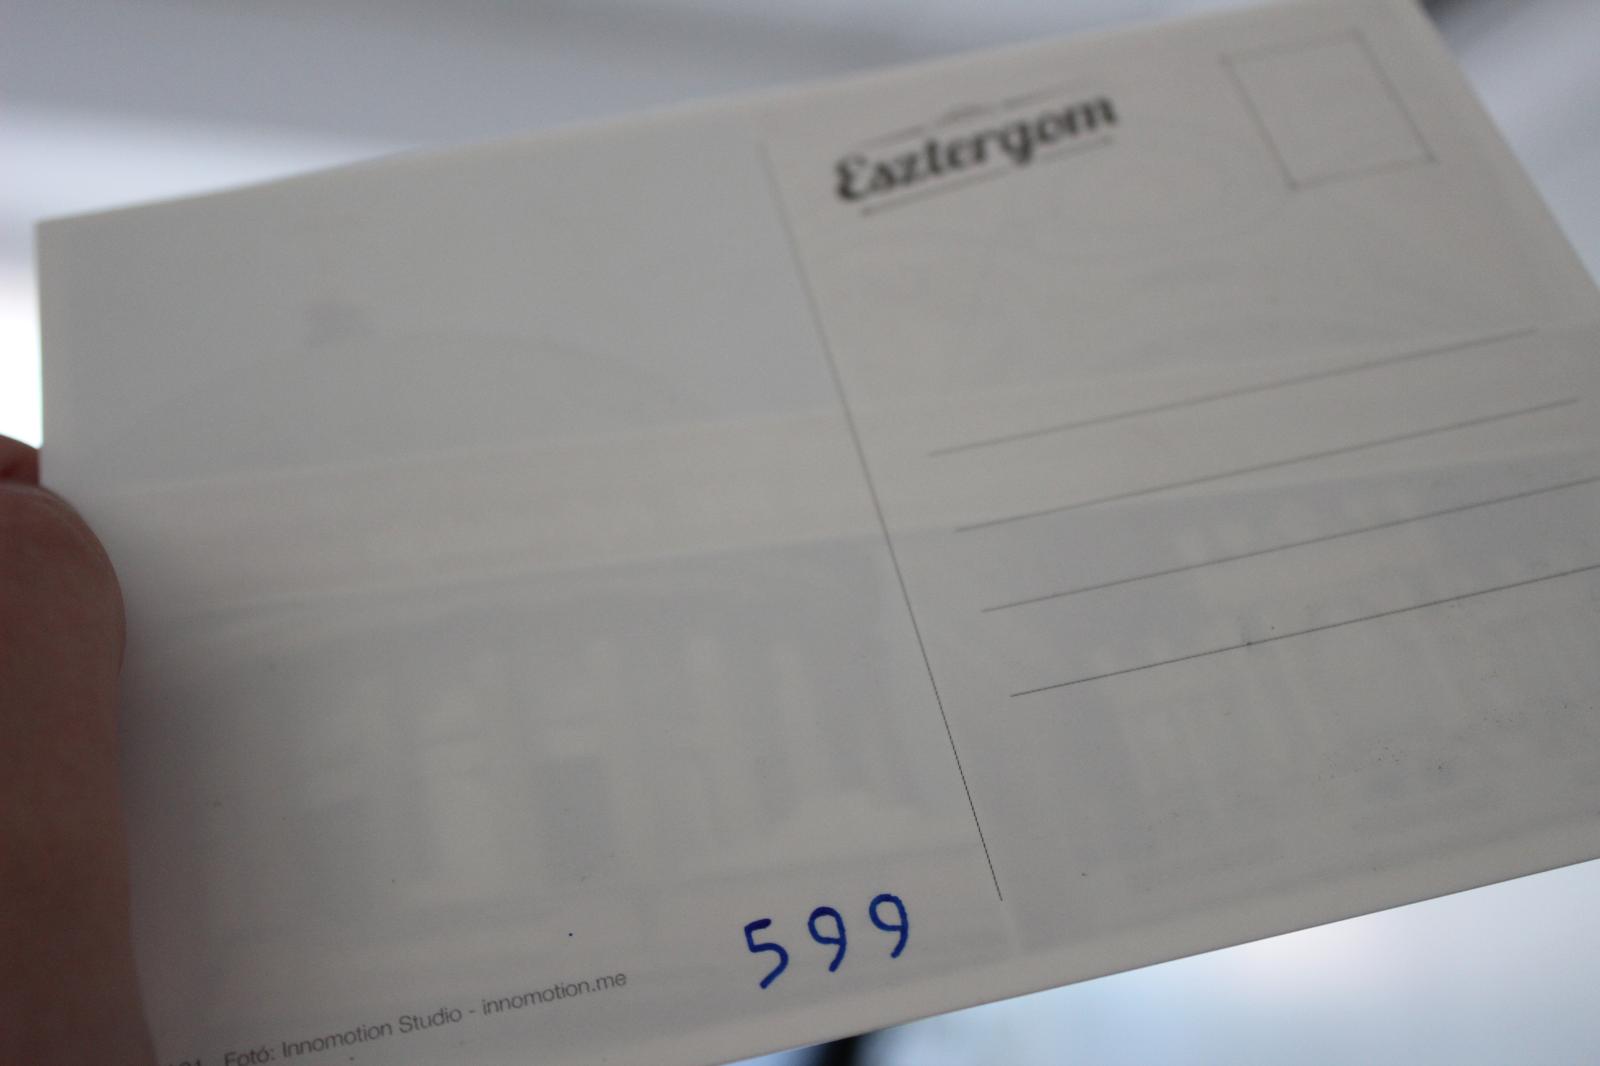 Esztergom
599
Fotó: Innomotion Studio - innomotion.me